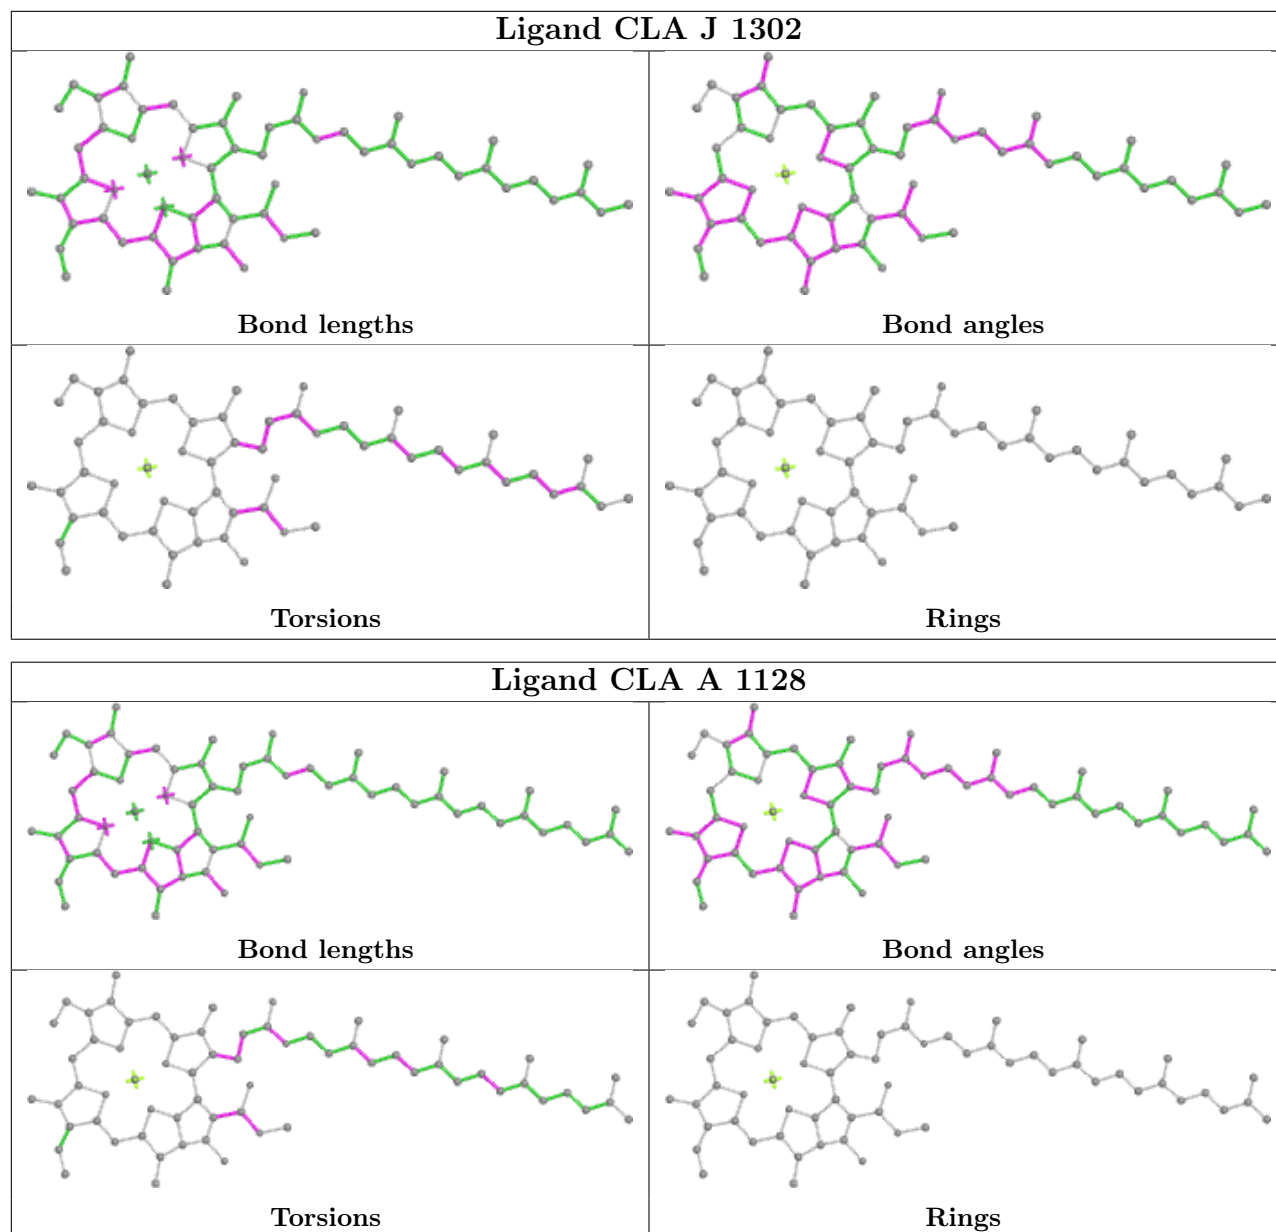 Ligand CLA J 1302
Bond lengths
Bond angles
Torsions
Rings
Ligand CLA A 1128
Bond lengths
Bond angles
Torsions
Rings